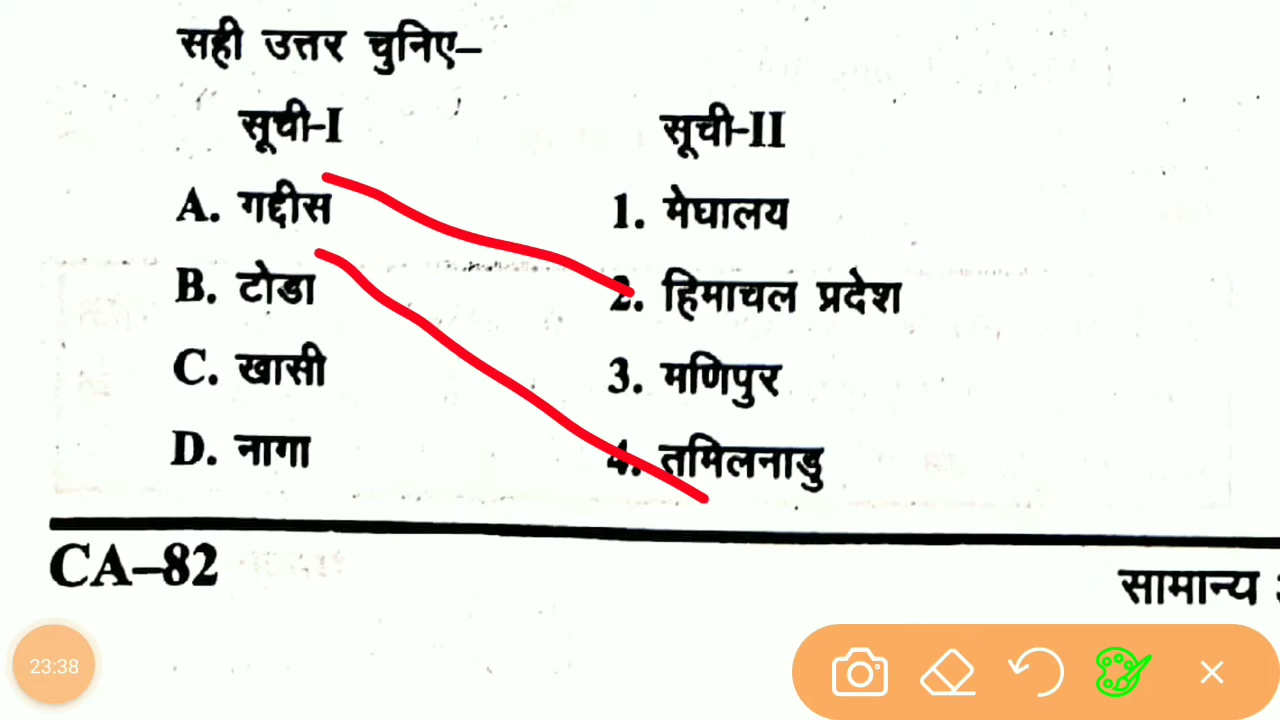 सही उत्तर चुनिए–
सूची-I सूची-II
A. गद्दीस 1. मेघालय
B. टोडा 2. हिमाचल प्रदेश
C. खासी 3. मणिपुर
D. नागा 4. तमिलनाडु
CA–82
सामान्य
23:38